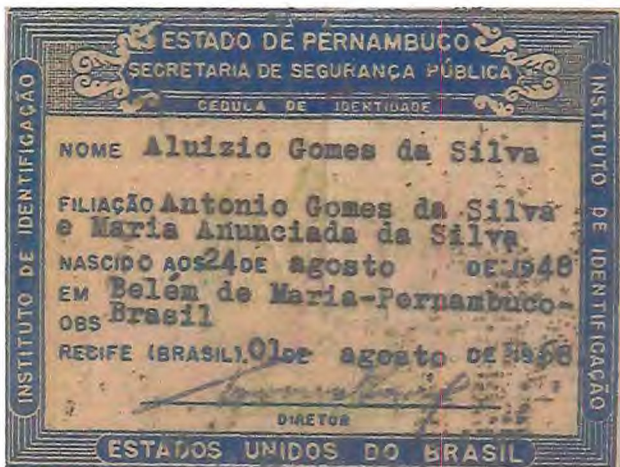 ESTADO DE PERNAMBUCO
SECRETARIA DE SEGURANÇA PÚBLICA
CEDULA DE IDENTIDADE
INSTITUTO DE IDENTIFICAÇÃO
INSTITUTO DE IDENTIFICAÇÃO
NOME Aluizio Gomes da Silva
FILIAÇÃO Antonio Gomes da Silva
e Maria Anunciada da Silva
NASCIDO AOS 24 DE agosto DE 1948
EM Belém de Maria-Pernambuco-
OBS Brasil
RECIFE (BRASIL), 01 DE agosto DE
DIRETOR
ESTADOS UNIDOS DO BRASIL